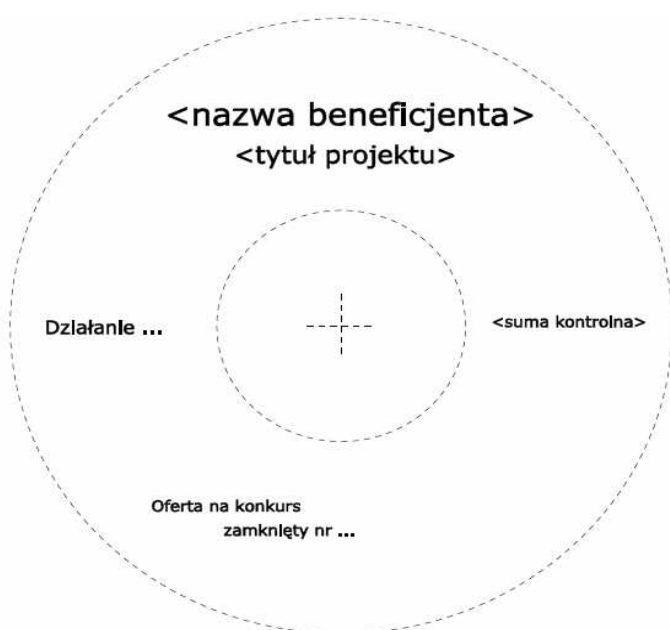 <nazwa beneficjenta>
<tytuł projektu>
Działanie ...
<suma kontrolna>
Oferta na konkurs
zamknięty nr ...